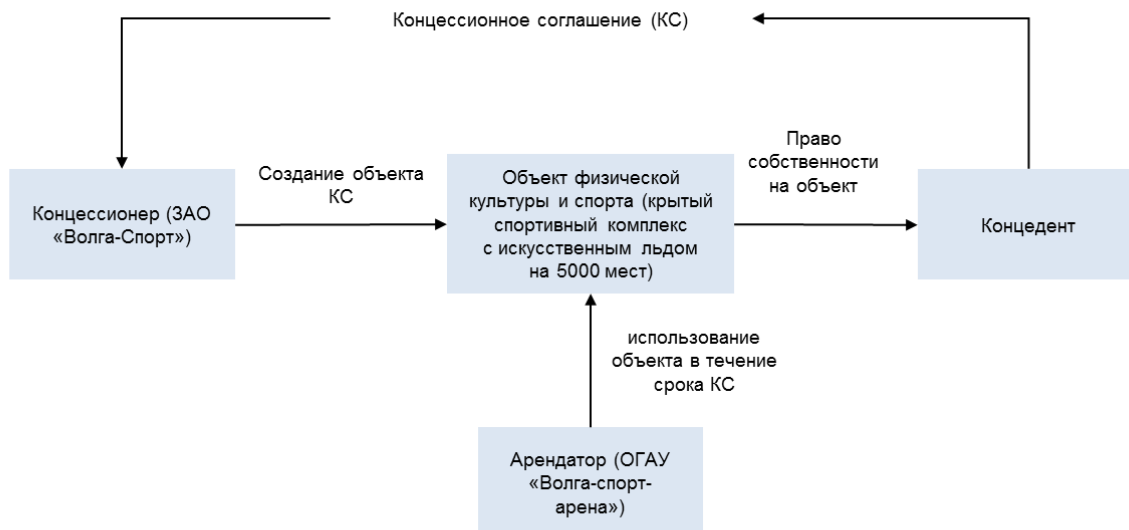 Концессионное соглашение (КС)
Создание объекта
КС
Право
собственности
на объект
Концессионер (ЗАО
«Волга-Спорт»)
Объект физической
культуры и спорта (крытый
спортивный комплекс
с искусственным льдом
на 5000 мест)
Концедент
использование
объекта в течение
срока КС
Арендатор (ОГАУ
«Волга-спорт-
арена»)